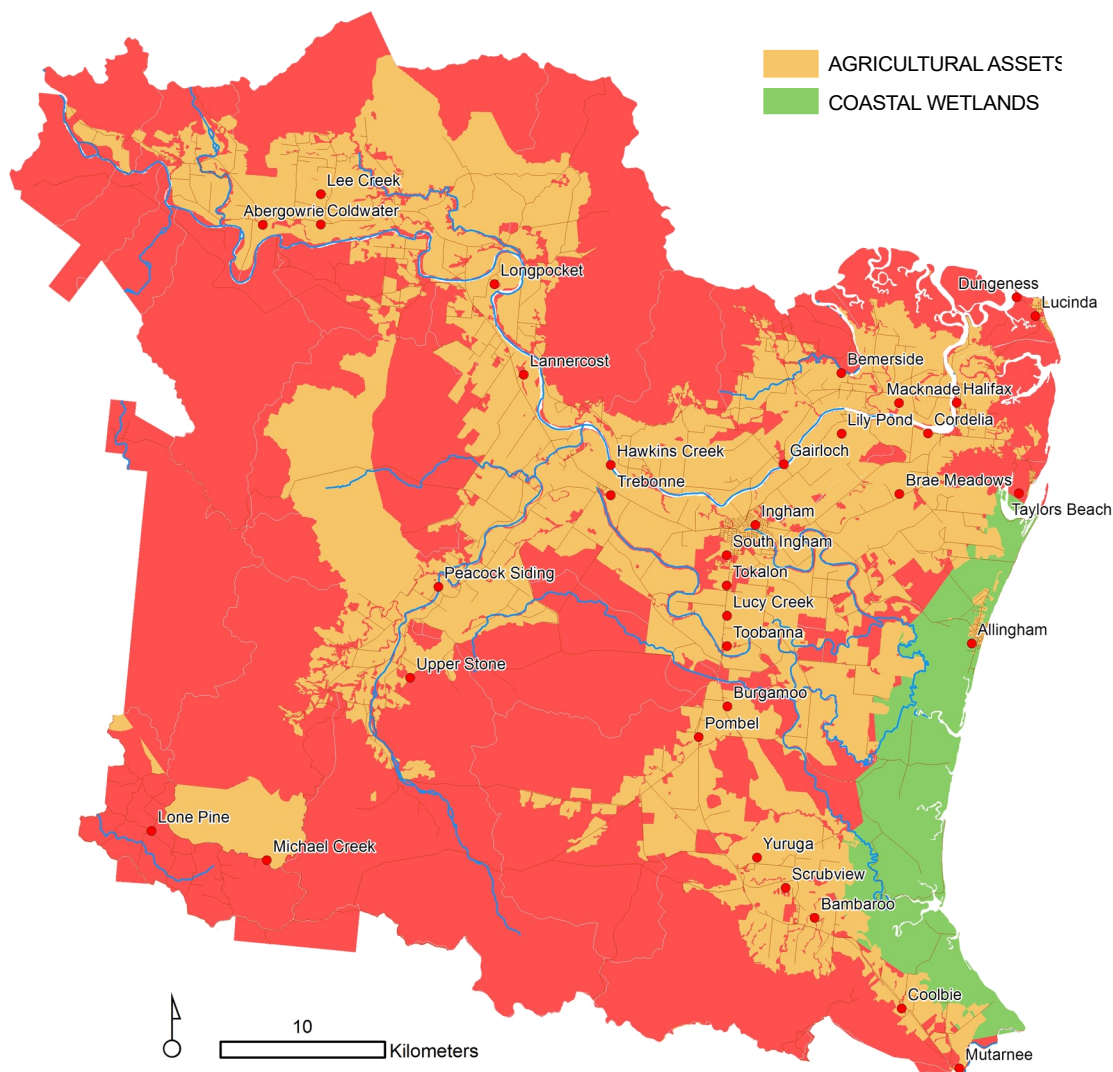 AGRICULTURAL ASSETS
COASTAL WETLANDS
Lee Creek
Abergowrie
Coldwater
Longpocket
Dungeness
Lucinda
Lannercost
Bemerside
Macknade
Halifax
Lily Pond
Cordelia
Hawkins Creek
Gairloch
Trebonne
Brae Meadows
Taylors Beach
Ingham
South Ingham
Peacock Siding
Tokalon
Lucy Creek
Toobanna
Allingham
Upper Stone
Burgamoo
Pombel
Lone Pine
Michael Creek
Yuruga
Scrubview
Bambaroo
Coolbie
10
Kilometers
Mutarnee